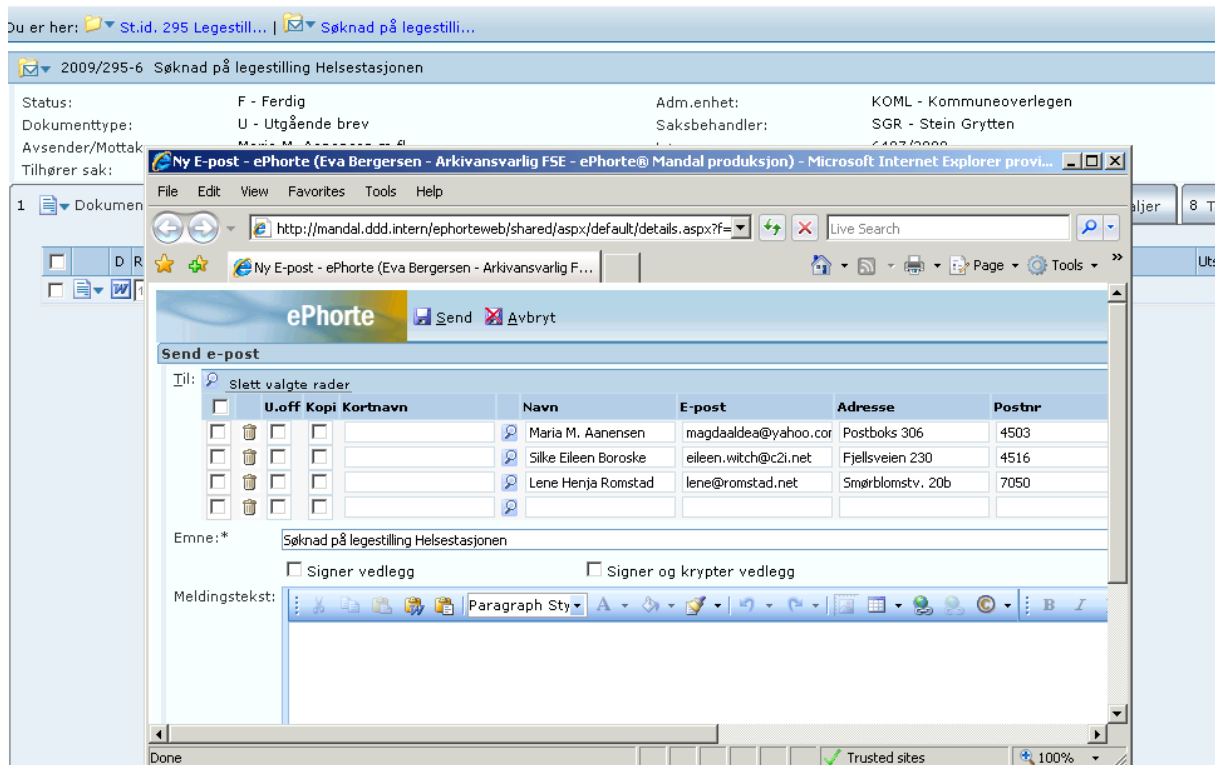 Du er her: St.id. 295 Legestill... | Søknad på legestilli...
2009/295-6 Søknad på legestilling Helsestasjonen
Status: F - Ferdig Adm.enhet: KOML - Kommuneoverlegen
Dokumenttype: U - Utgående brev Saksbehandler: SGR - Stein Grytten
Avsender/Mottak
Tilhører sak:
Ny E-post - ePhorte (Eva Bergersen - Arkivansvarlig FSE - ePhorte® Mandal produksjon) - Microsoft Internet Explorer provi...
File Edit View Favorites Tools Help
1 Dokumen
aljer 8 T
http://mandal.ddd.intern/ephorteweb/shared/aspx/default/details.aspx?f= Live Search
Ny E-post - ePhorte (Eva Bergersen - Arkivansvarlig F... Page Tools »
D R
Uts
ePhorte Send Avbryt
Send e-post
Til: Slett valgte rader
U.off Kopi Kortnavn Navn E-post Adresse Postnr
Maria M. Aanensen magdaaldea@yahoo.cor Postboks 306 4503
Silke Eileen Boroske eileen.witch@c2i.net Fjellsveien 230 4516
Lene Henja Romstad lene@romstad.net Smørblomstv. 20b 7050
Emne:* Søknad på legestilling Helsestasjonen
Signer vedlegg Signer og krypter vedlegg
Meldingstekst: Paragraph Sty A B I
Done Trusted sites 100%